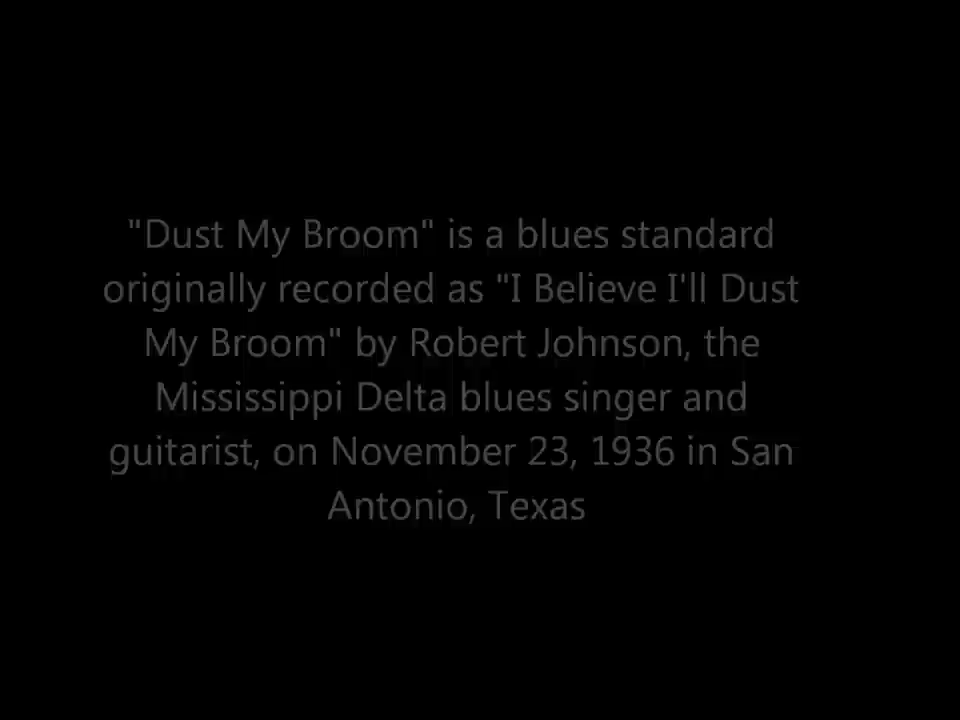 "Dust My Broom" is a blues standard
originally recorded as "I Believe I'll Dust
My Broom" by Robert Johnson, the
Mississippi Delta blues singer and
guitarist, on November 23, 1936 in San
Antonio, Texas